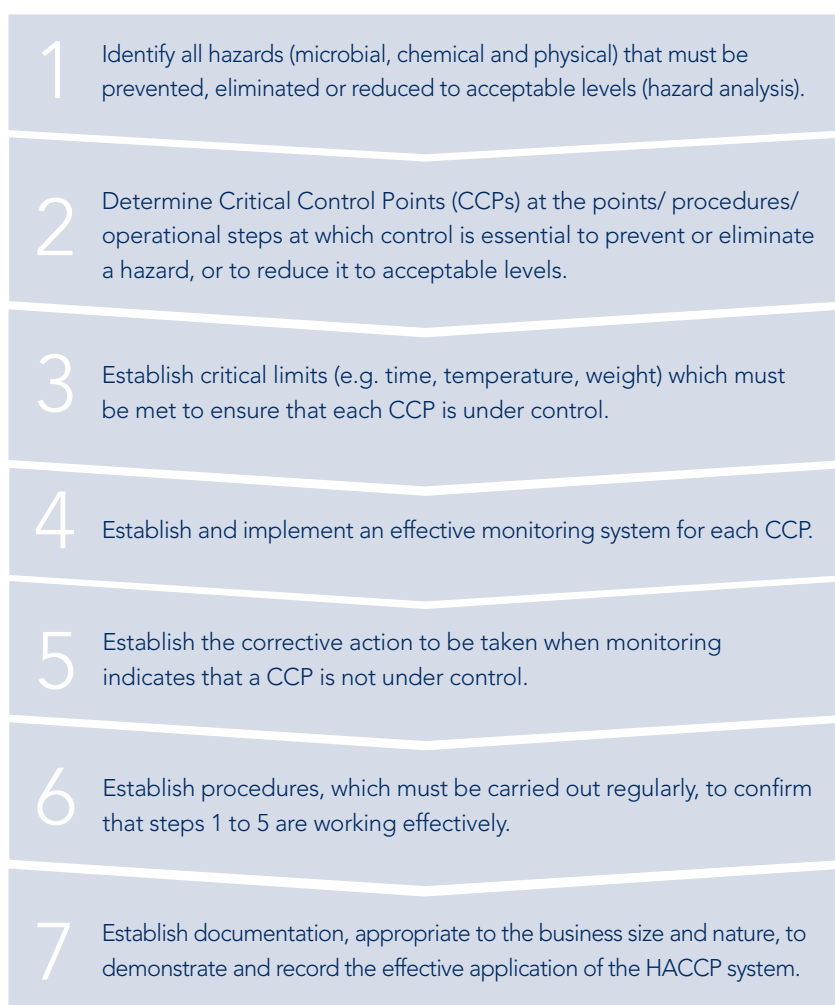 1
Identify all hazards (microbial, chemical and physical) that must be
prevented, eliminated or reduced to acceptable levels (hazard analysis).
2
Determine Critical Control Points (CCPs) at the points/ procedures/
operational steps at which control is essential to prevent or eliminate
a hazard, or to reduce it to acceptable levels.
3
Establish critical limits (e.g. time, temperature, weight) which must
be met to ensure that each CCP is under control.
4
Establish and implement an effective monitoring system for each CCP.
5
Establish the corrective action to be taken when monitoring
indicates that a CCP is not under control.
6
Establish procedures, which must be carried out regularly, to confirm
that steps 1 to 5 are working effectively.
7
Establish documentation, appropriate to the business size and nature, to
demonstrate and record the effective application of the HACCP system.